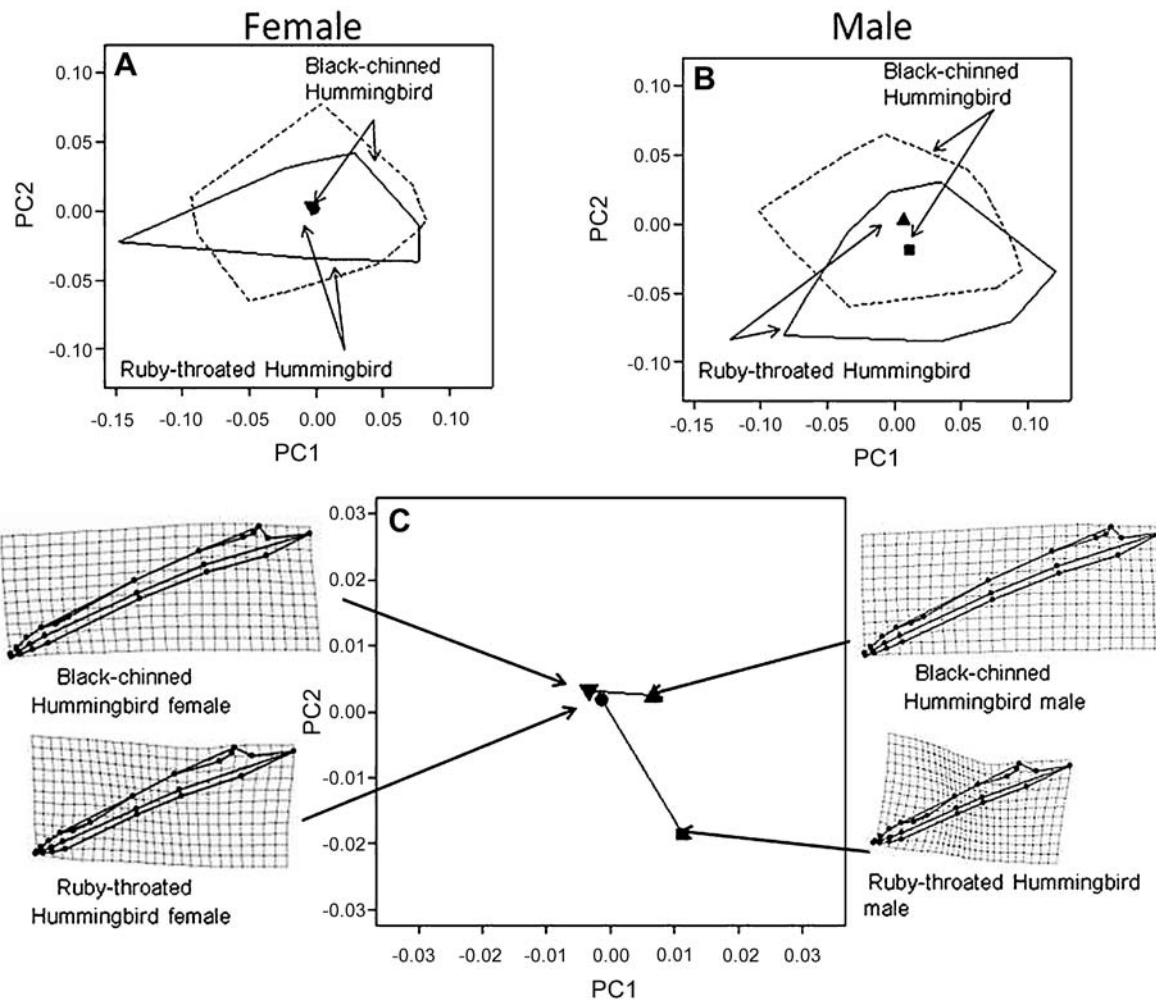 Female
Male
A
Black-chinned
Hummingbird
0.10
0.05
0.00
-0.05
-0.10
PC2
Ruby-throated Hummingbird
-0.15
-0.10
-0.05
0.00
0.05
0.10
PC1
B
Black-chinned
Hummingbird
0.10
0.05
0.00
-0.05
-0.10
PC2
Ruby-throated Hummingbird
-0.15
-0.10
-0.05
0.00
0.05
0.10
PC1
C
0.03
0.02
0.01
0.00
-0.01
-0.02
-0.03
PC2
-0.03
-0.02
-0.01
0.00
0.01
0.02
0.03
PC1
Black-chinned
Hummingbird female
Ruby-throated
Hummingbird female
Black-chinned
Hummingbird male
Ruby-throated Hummingbird
male